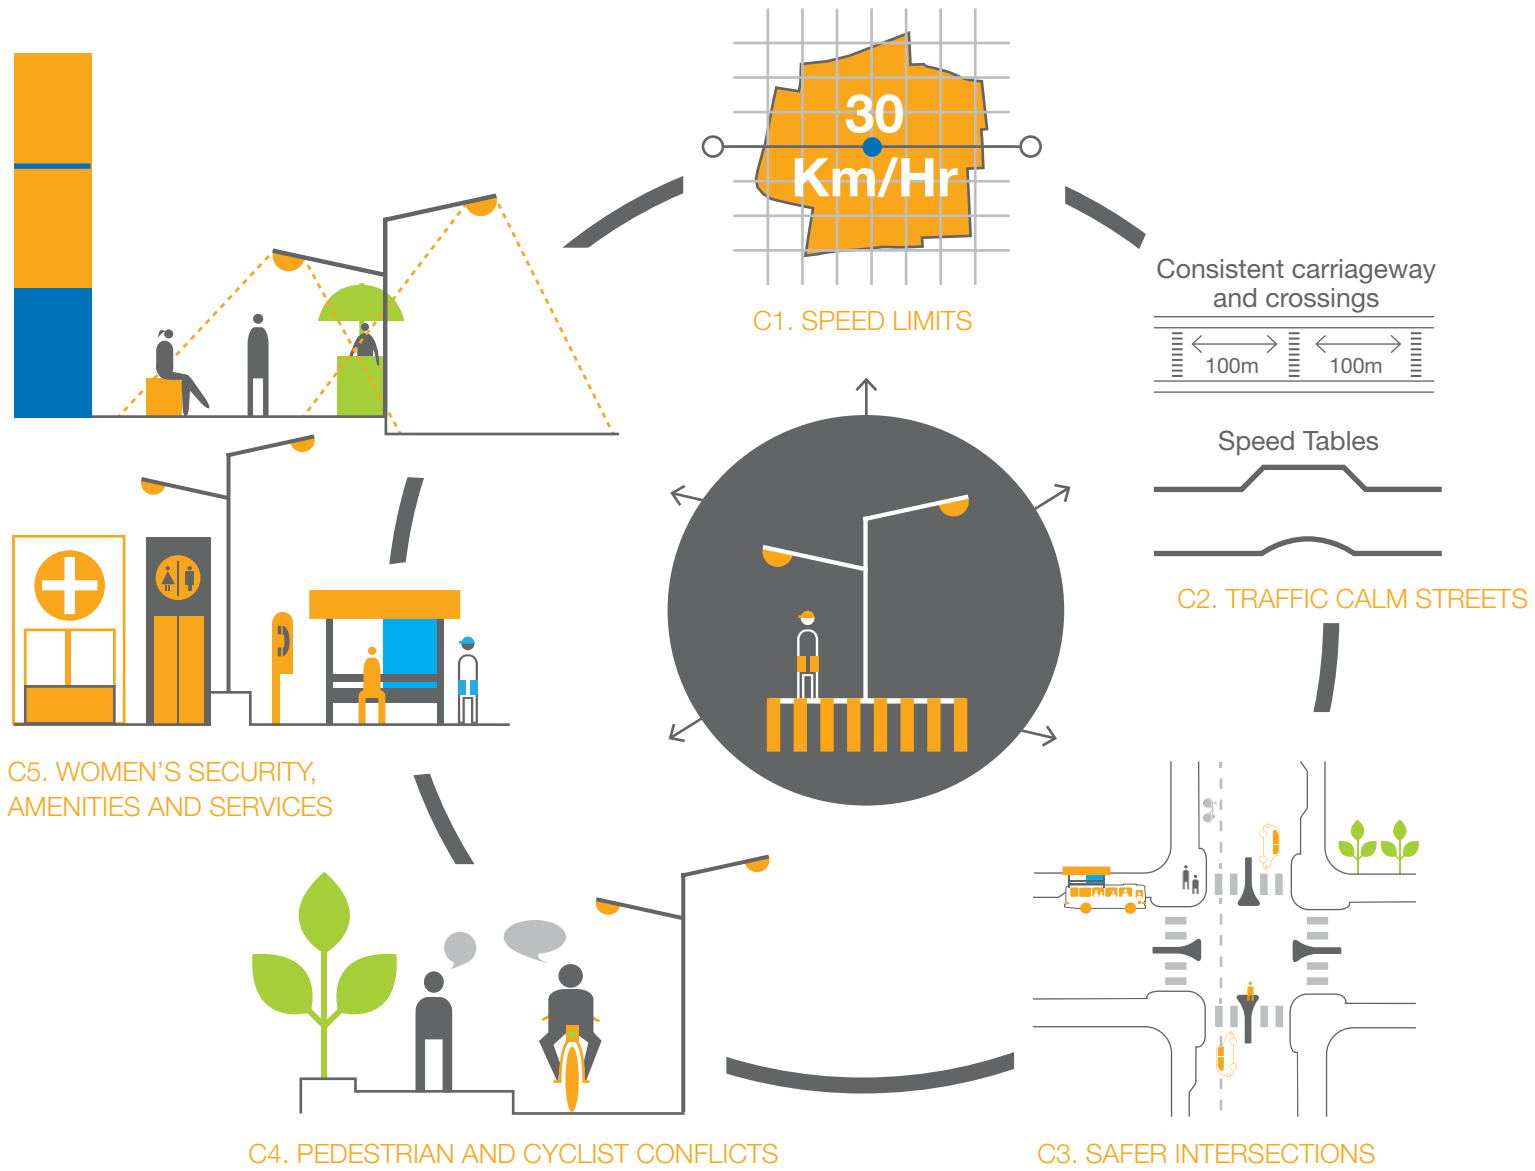 30
Km/Hr
C1. SPEED LIMITS
Consistent carriageway
and crossings
100m
100m
Speed Tables
C2. TRAFFIC CALM STREETS
C3. SAFER INTERSECTIONS
C4. PEDESTRIAN AND CYCLIST CONFLICTS
C5. WOMEN'S SECURITY,
AMENITIES AND SERVICES